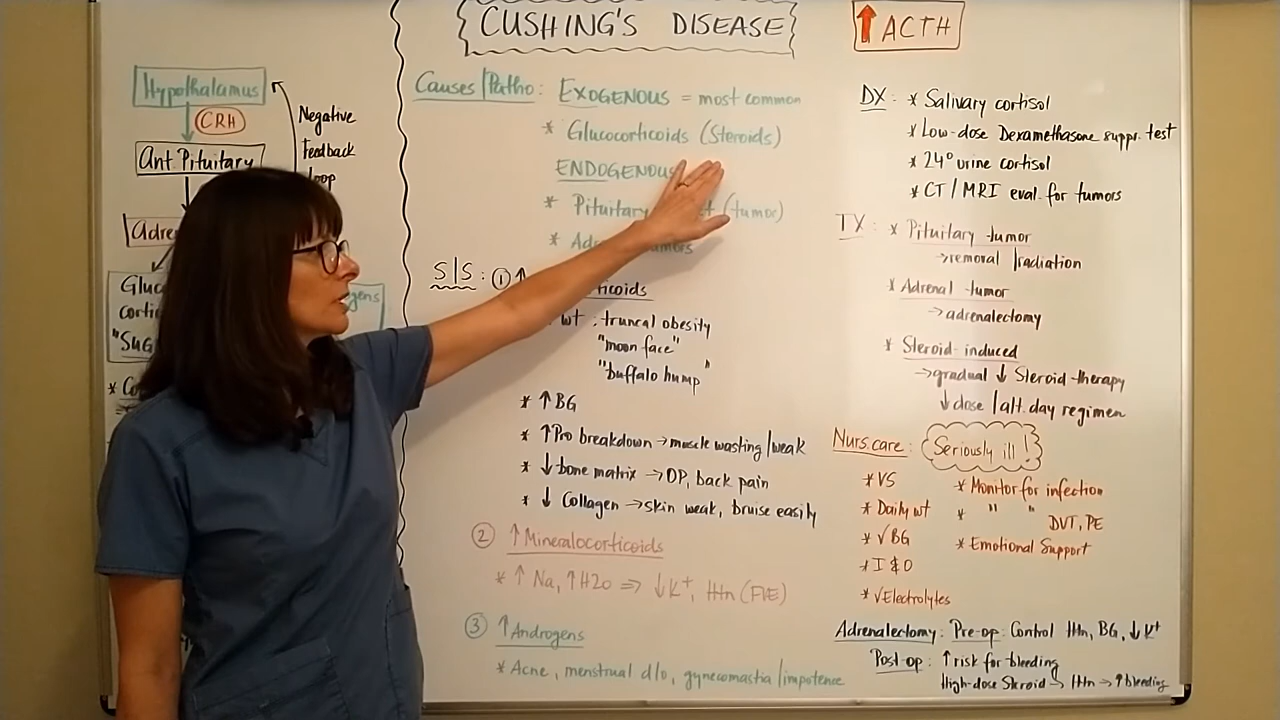 CUSHING'S DISEASE
↑ ACTH
Hypothalamus
CRH
Ant Pituitary
Negative
Feedback
Loop
"Sug
Causes/Patho: EXOGENOUS = most common
* Glucocorticoids (Steroids)
ENDOGENOUS
* Pituitary (tumor)
*
S/S: ① ↑
wt: truncal obesity
"moon face"
"buffalo hump"
* ↑ BG
* ↑ Pro breakdown → muscle wasting/weak
* ↓ bone matrix → OP, back pain
* ↓ Collagen → skin weak, bruise easily
② ↑ Mineralocorticoids
* ↑ Na, ↑ H2O ⇒ ↓ K+, Htn (FVE)
③ ↑ Androgens
* Acne, menstrual d/o, gynecomastia/impotence
DX: * Salivary cortisol
* Low-dose Dexamethasone suppr. test
* 24° urine cortisol
* CT/MRI eval. for tumors
TX: * Pituitary tumor
→ removal/radiation
* Adrenal tumor
→ adrenalectomy
* Steroid-induced
→ gradual ↓ Steroid therapy
↓ dose/alt. day regimen
Nurs. care: Seriously ill!
* VS
* Daily wt
* √ BG
* I & O
* √ Electrolytes
* Monitor for infection
* " " DVT, PE
* Emotional Support
Adrenalectomy: Pre-op: Control Htn, BG, ↓ K+
Post-op: ↑ risk for bleeding
High-dose Steroid → Htn → ↑ bleeding